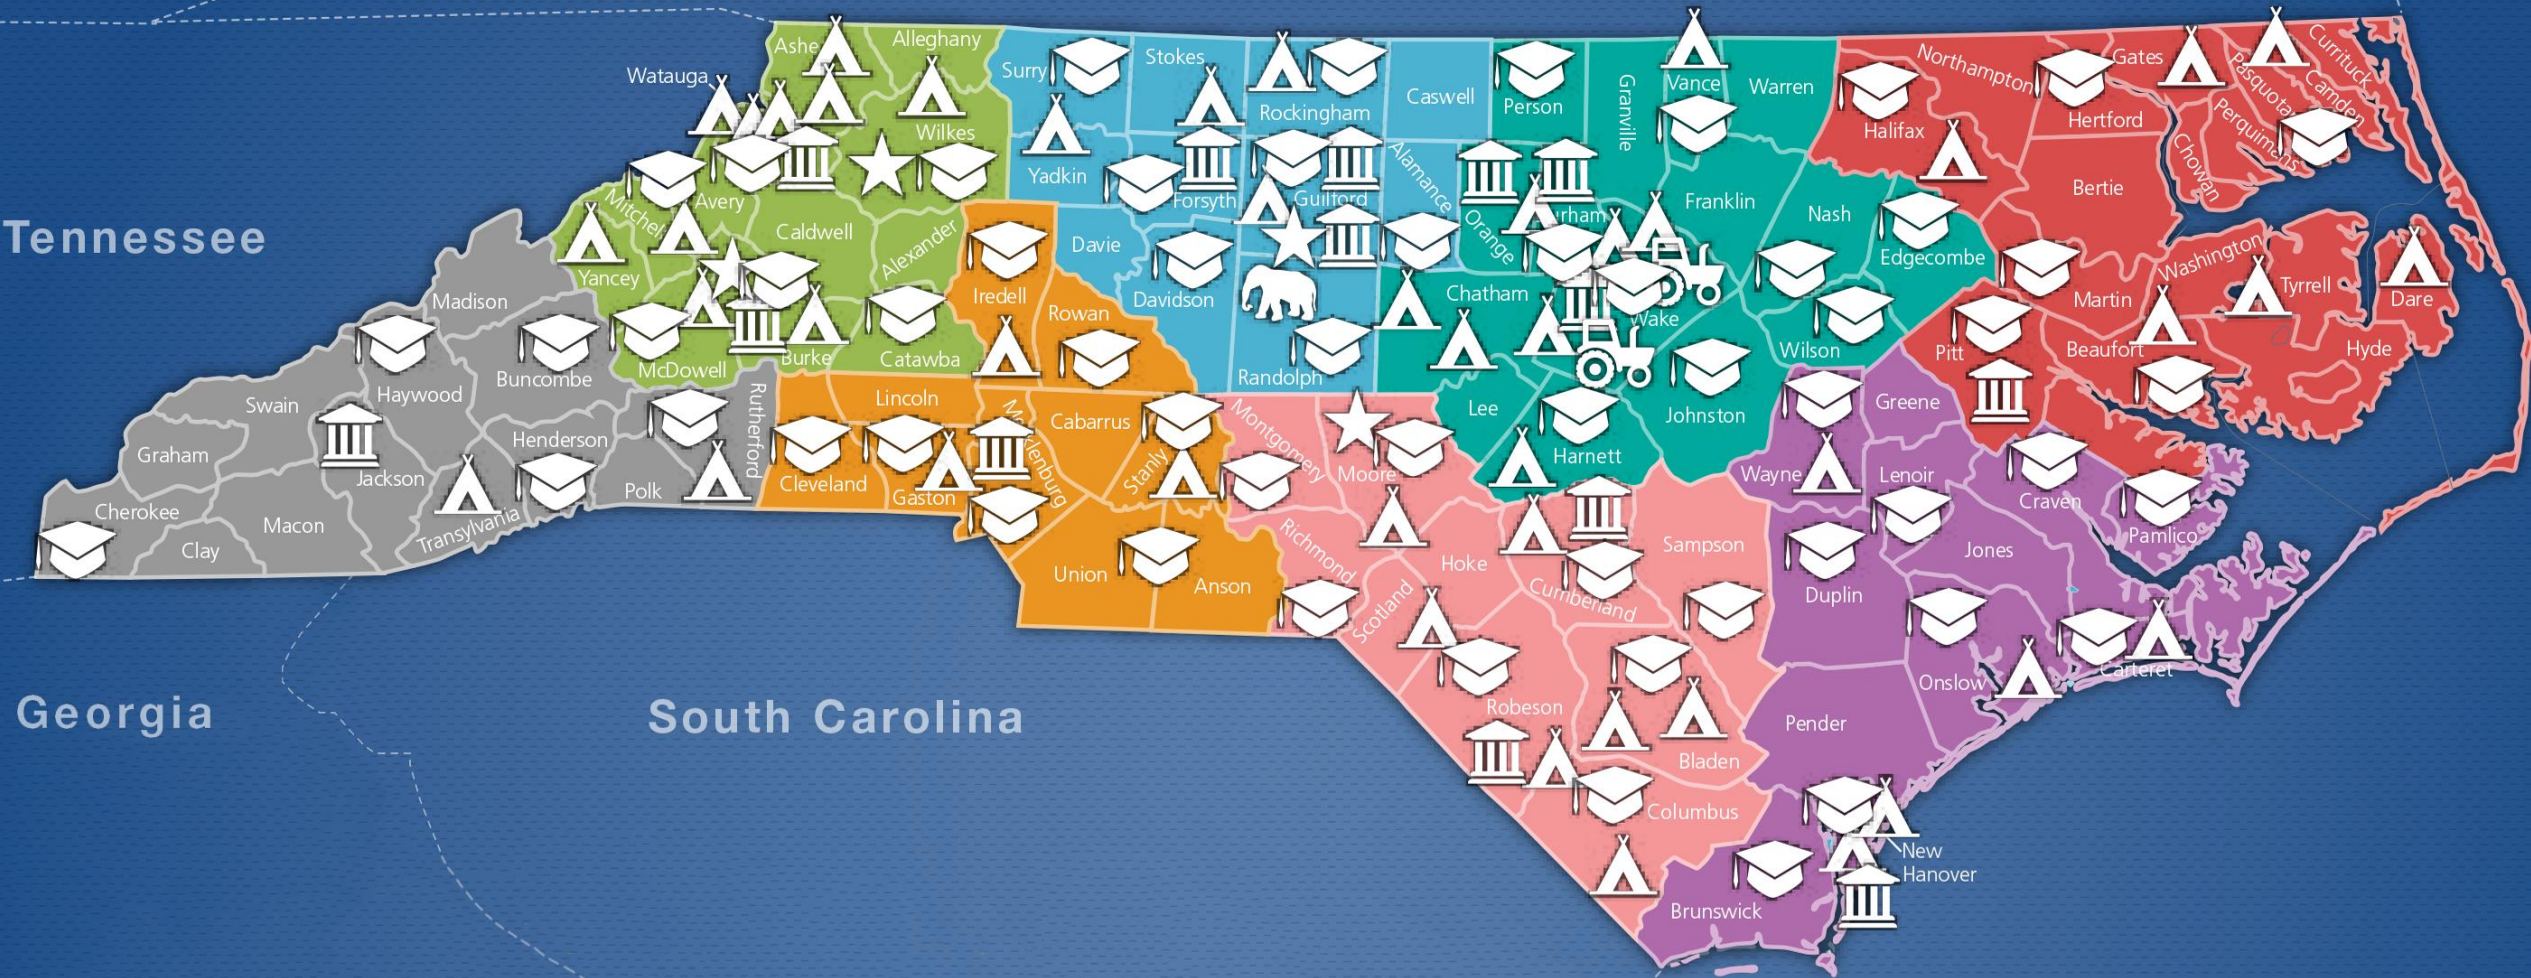 Ashe
Alleghany
Watauga
Wilkes
Surry
Stokes
Rockingham
Caswell
Person
Granville
Vance
Warren
Northampton
Gates
Currituck
Camden
Perquimans
Halifax
Hertford
Chowan
Bertie
Yadkin
Forsyth
Guilford
Alamance
Orange
Franklin
Nash
Edgecombe
Avery
Caldwell
Alexander
Yancey
Tennessee
Madison
Iredell
Davie
Davidson
Rowan
Chatham
Wake
Wilson
Martin
Washington
Tyrrell
Dare
Hyde
Beaufort
Pitt
Buncombe
McDowell
Burke
Catawba
Randolph
Haywood
Swain
Graham
Jackson
Henderson
Rutherford
Polk
Lincoln
Cabarrus
Stanly
Montgomery
Moore
Lee
Harnett
Johnston
Greene
Wayne
Lenoir
Craven
Pamlico
Cherokee
Macon
Clay
Transylvania
Cleveland
Gaston
Union
Anson
Richmond
Scotland
Hoke
Cumberland
Sampson
Duplin
Jones
Carteret
Onslow
Pender
Georgia
South Carolina
Robeson
Bladen
Columbus
New
Hanover
Brunswick